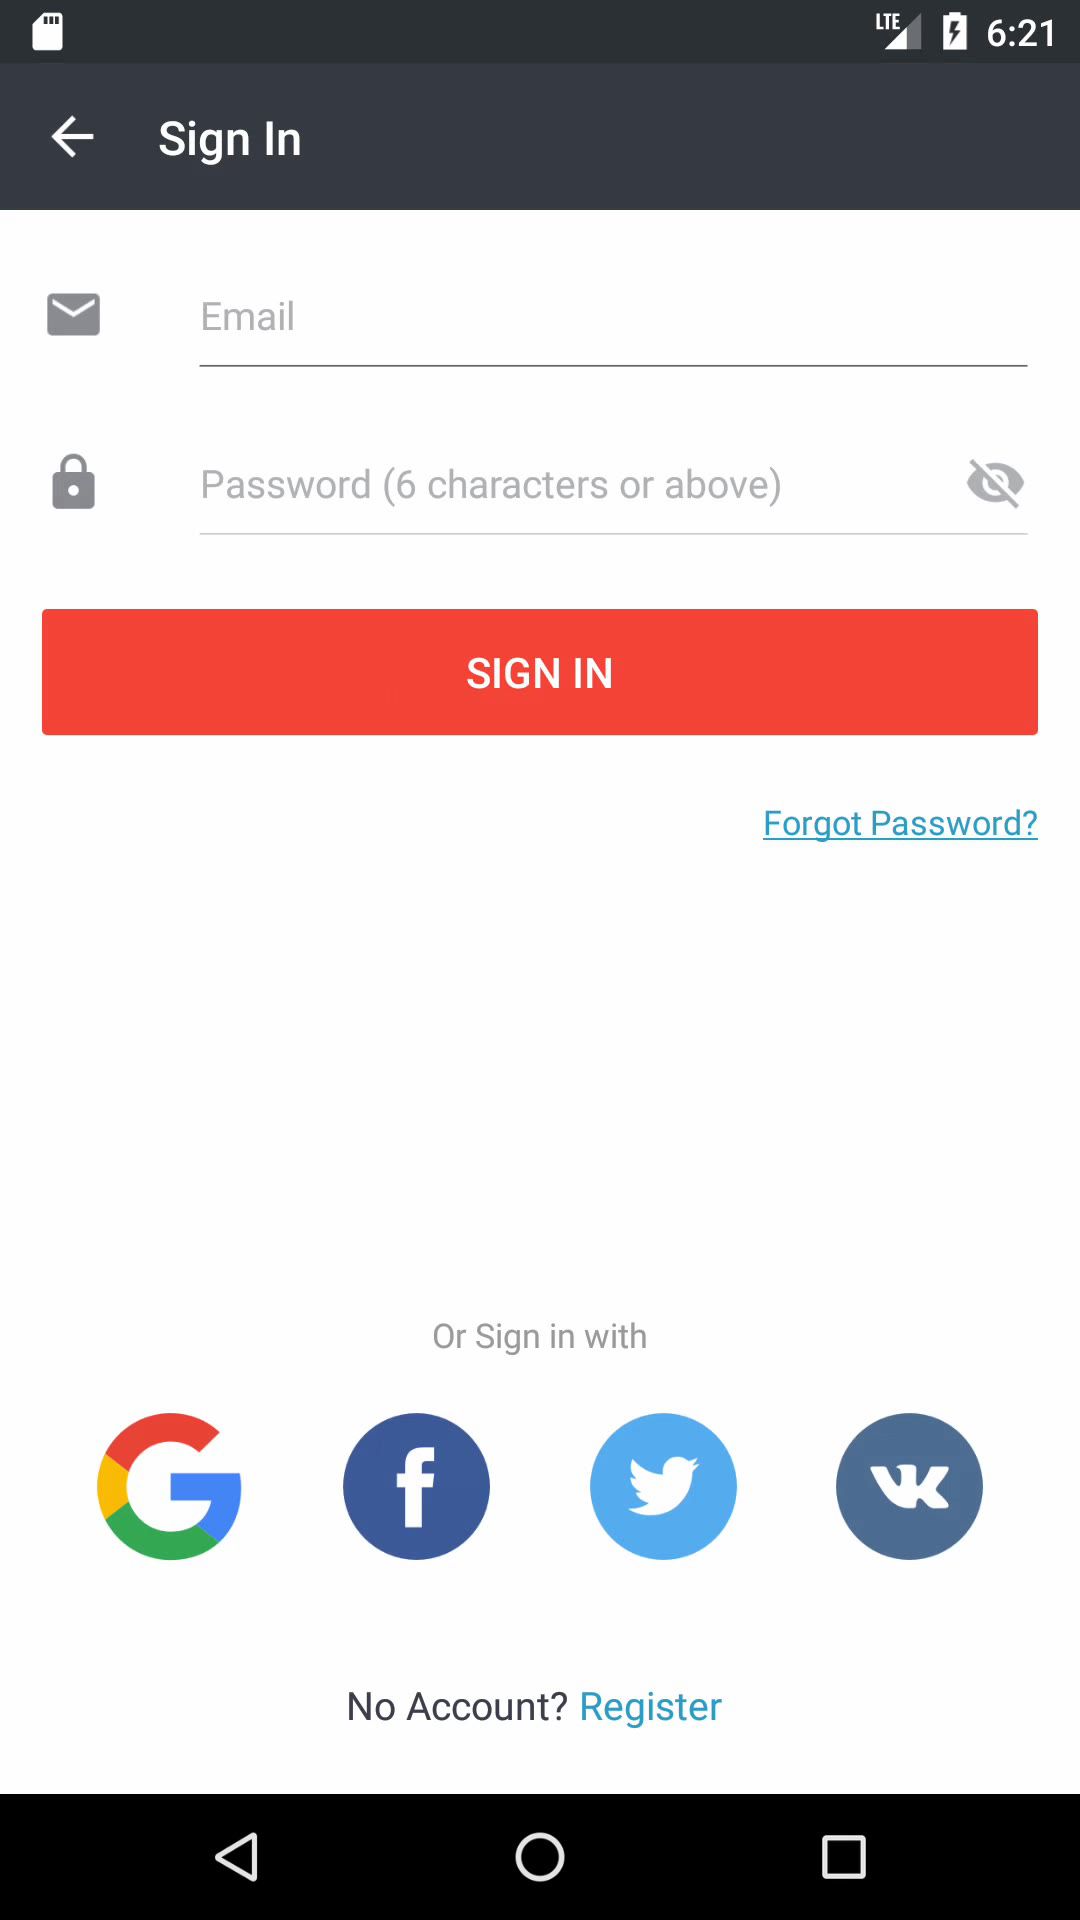 LTE 6:21
Sign In
Email
Password (6 characters or above)
SIGN IN
Forgot Password?
Or Sign in with
No Account? Register